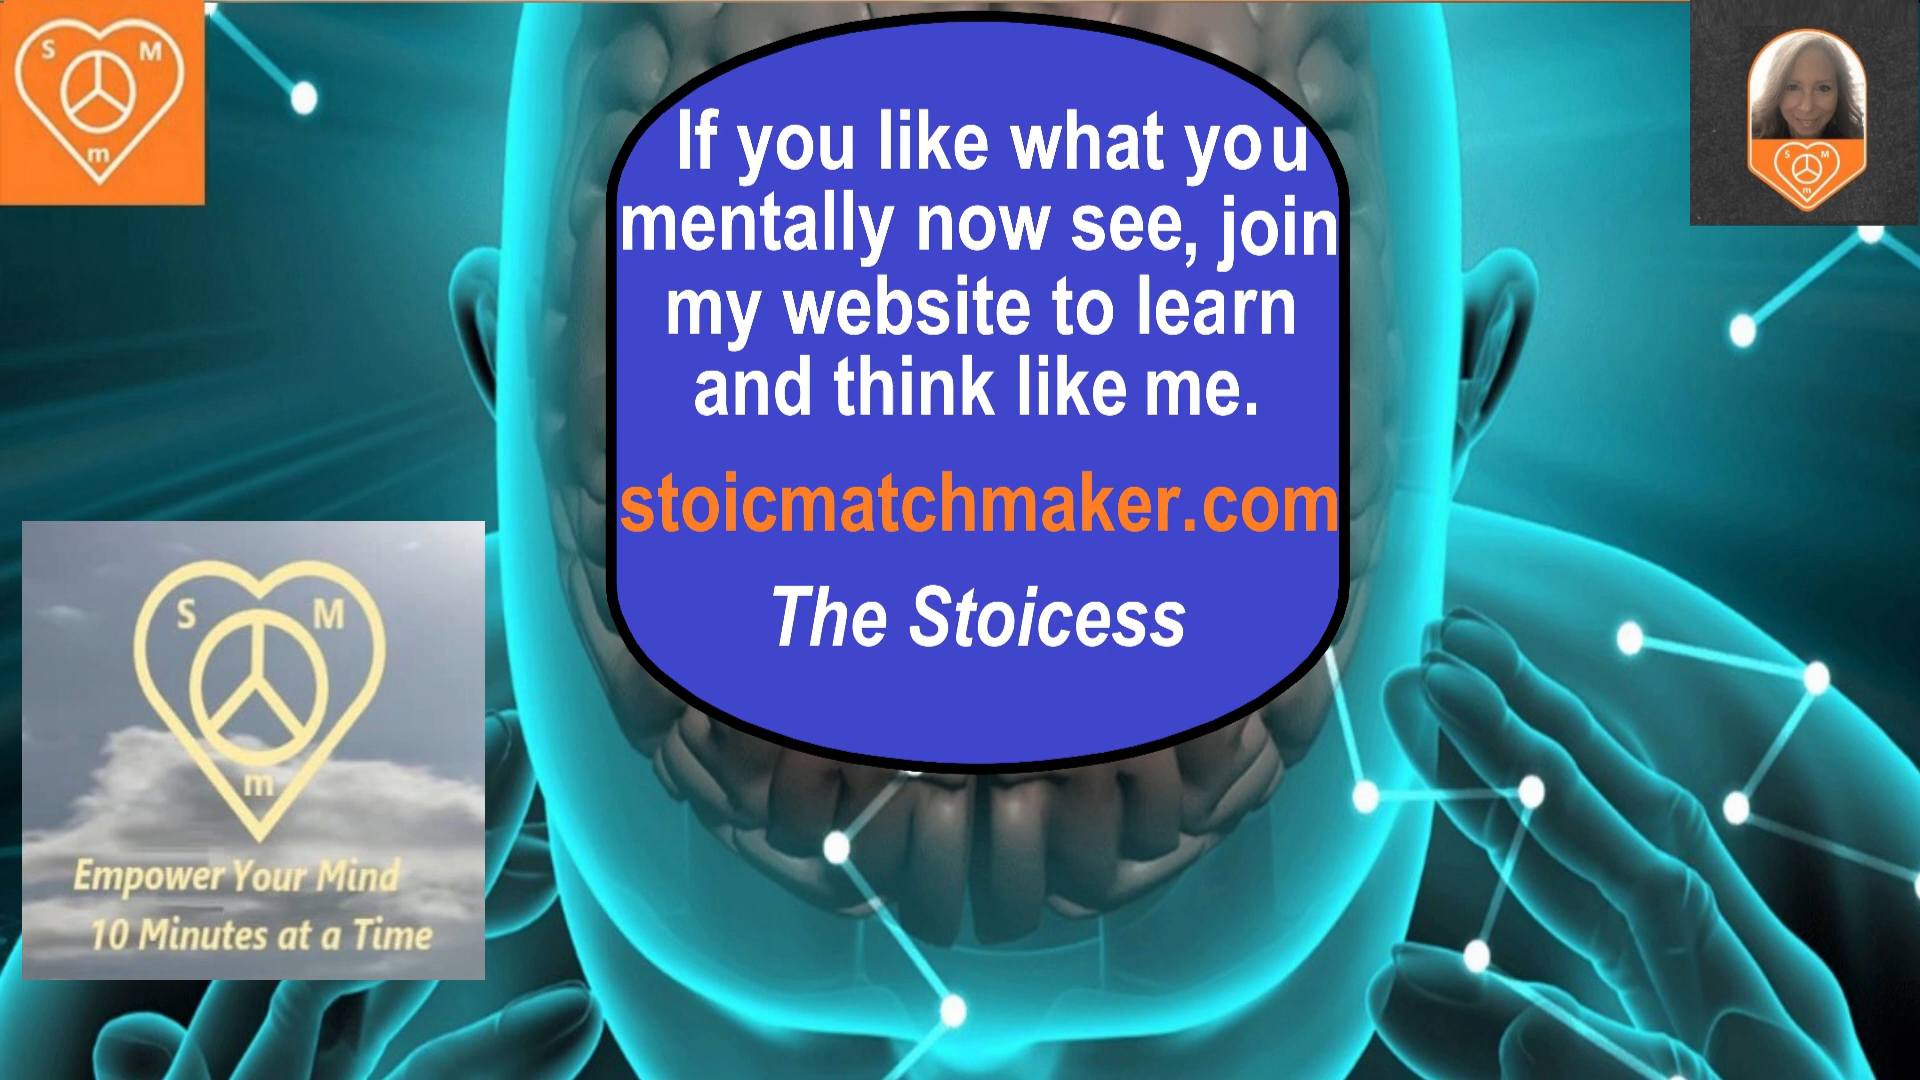 S M
m
If you like what you
mentally now see, join
my website to learn
and think like me.
stoicmatchmaker.com
The Stoicess
S M
m
S M
m
Empower Your Mind
10 Minutes at a Time